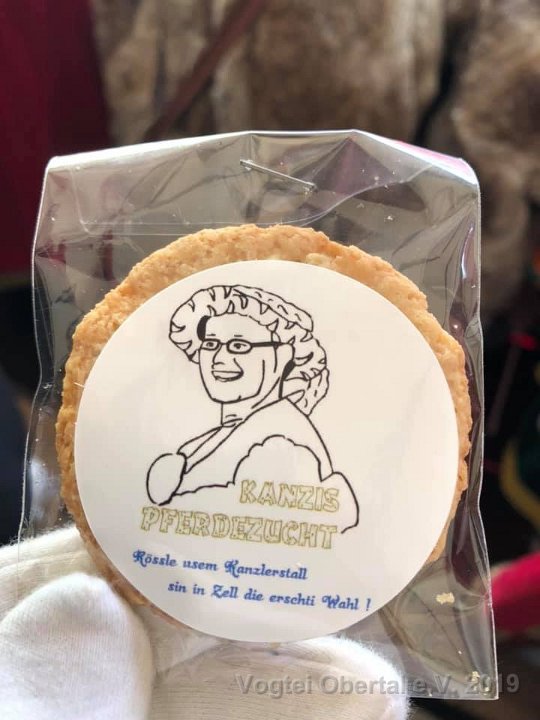 KANZIS
PFERDEZUCHT
Rössle usem Kanzlerstall
sin in Zell die erschti Wahl !
Vogtei Obertal e.V. 2019